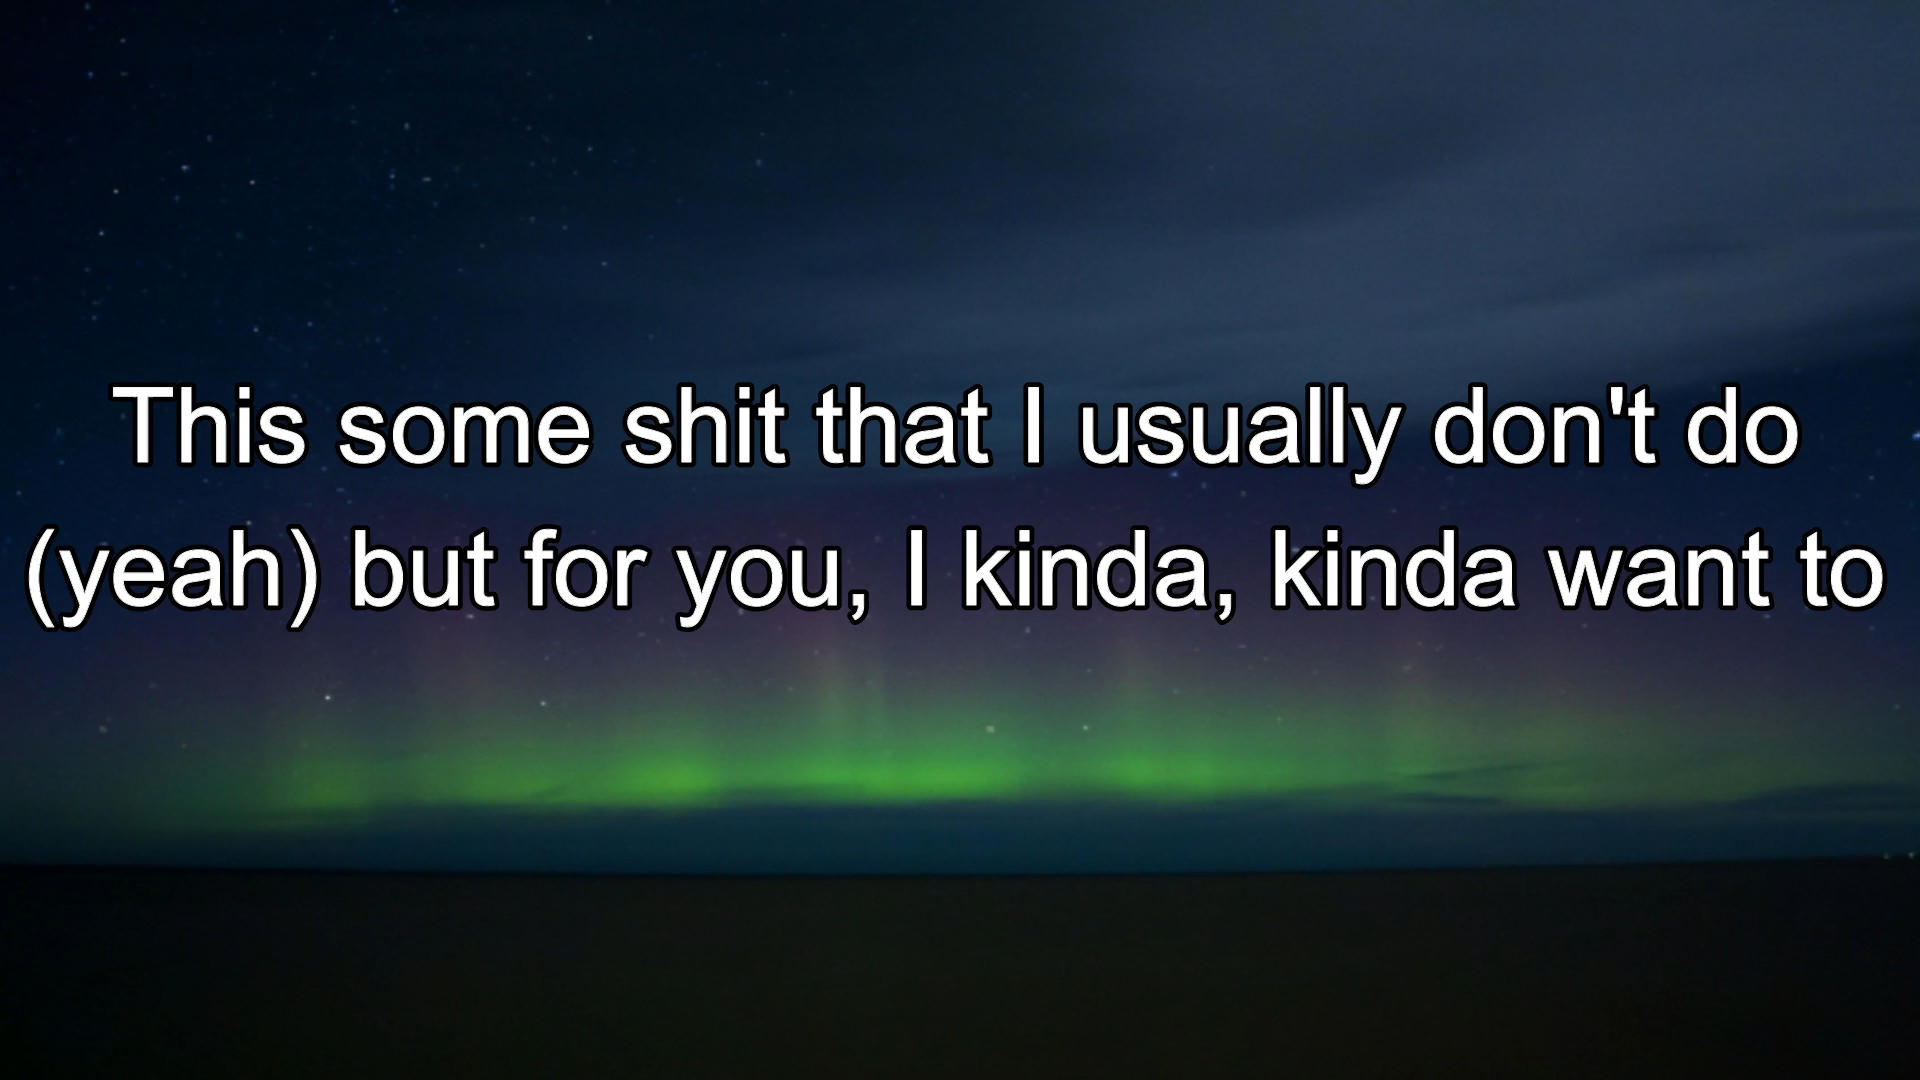 This some shit that I usually don't do
(yeah) but for you, I kinda, kinda want to